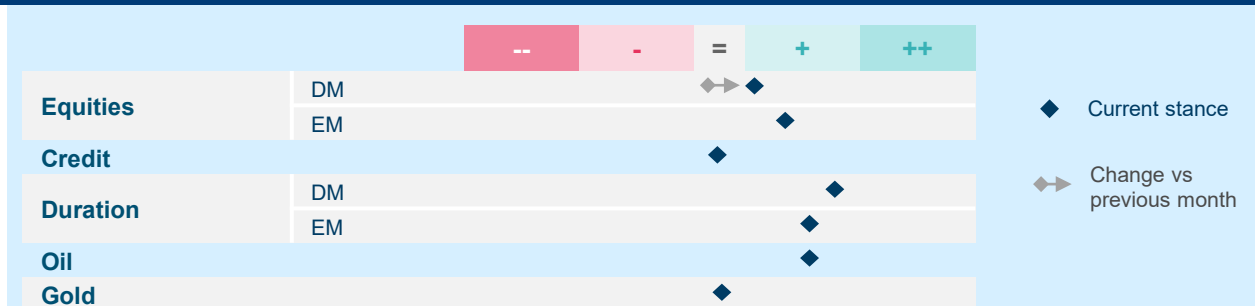 -- - = + ++
Equities
DM
EM
Credit
Duration
DM
EM
Oil
Gold
Current stance
Change vs
previous month